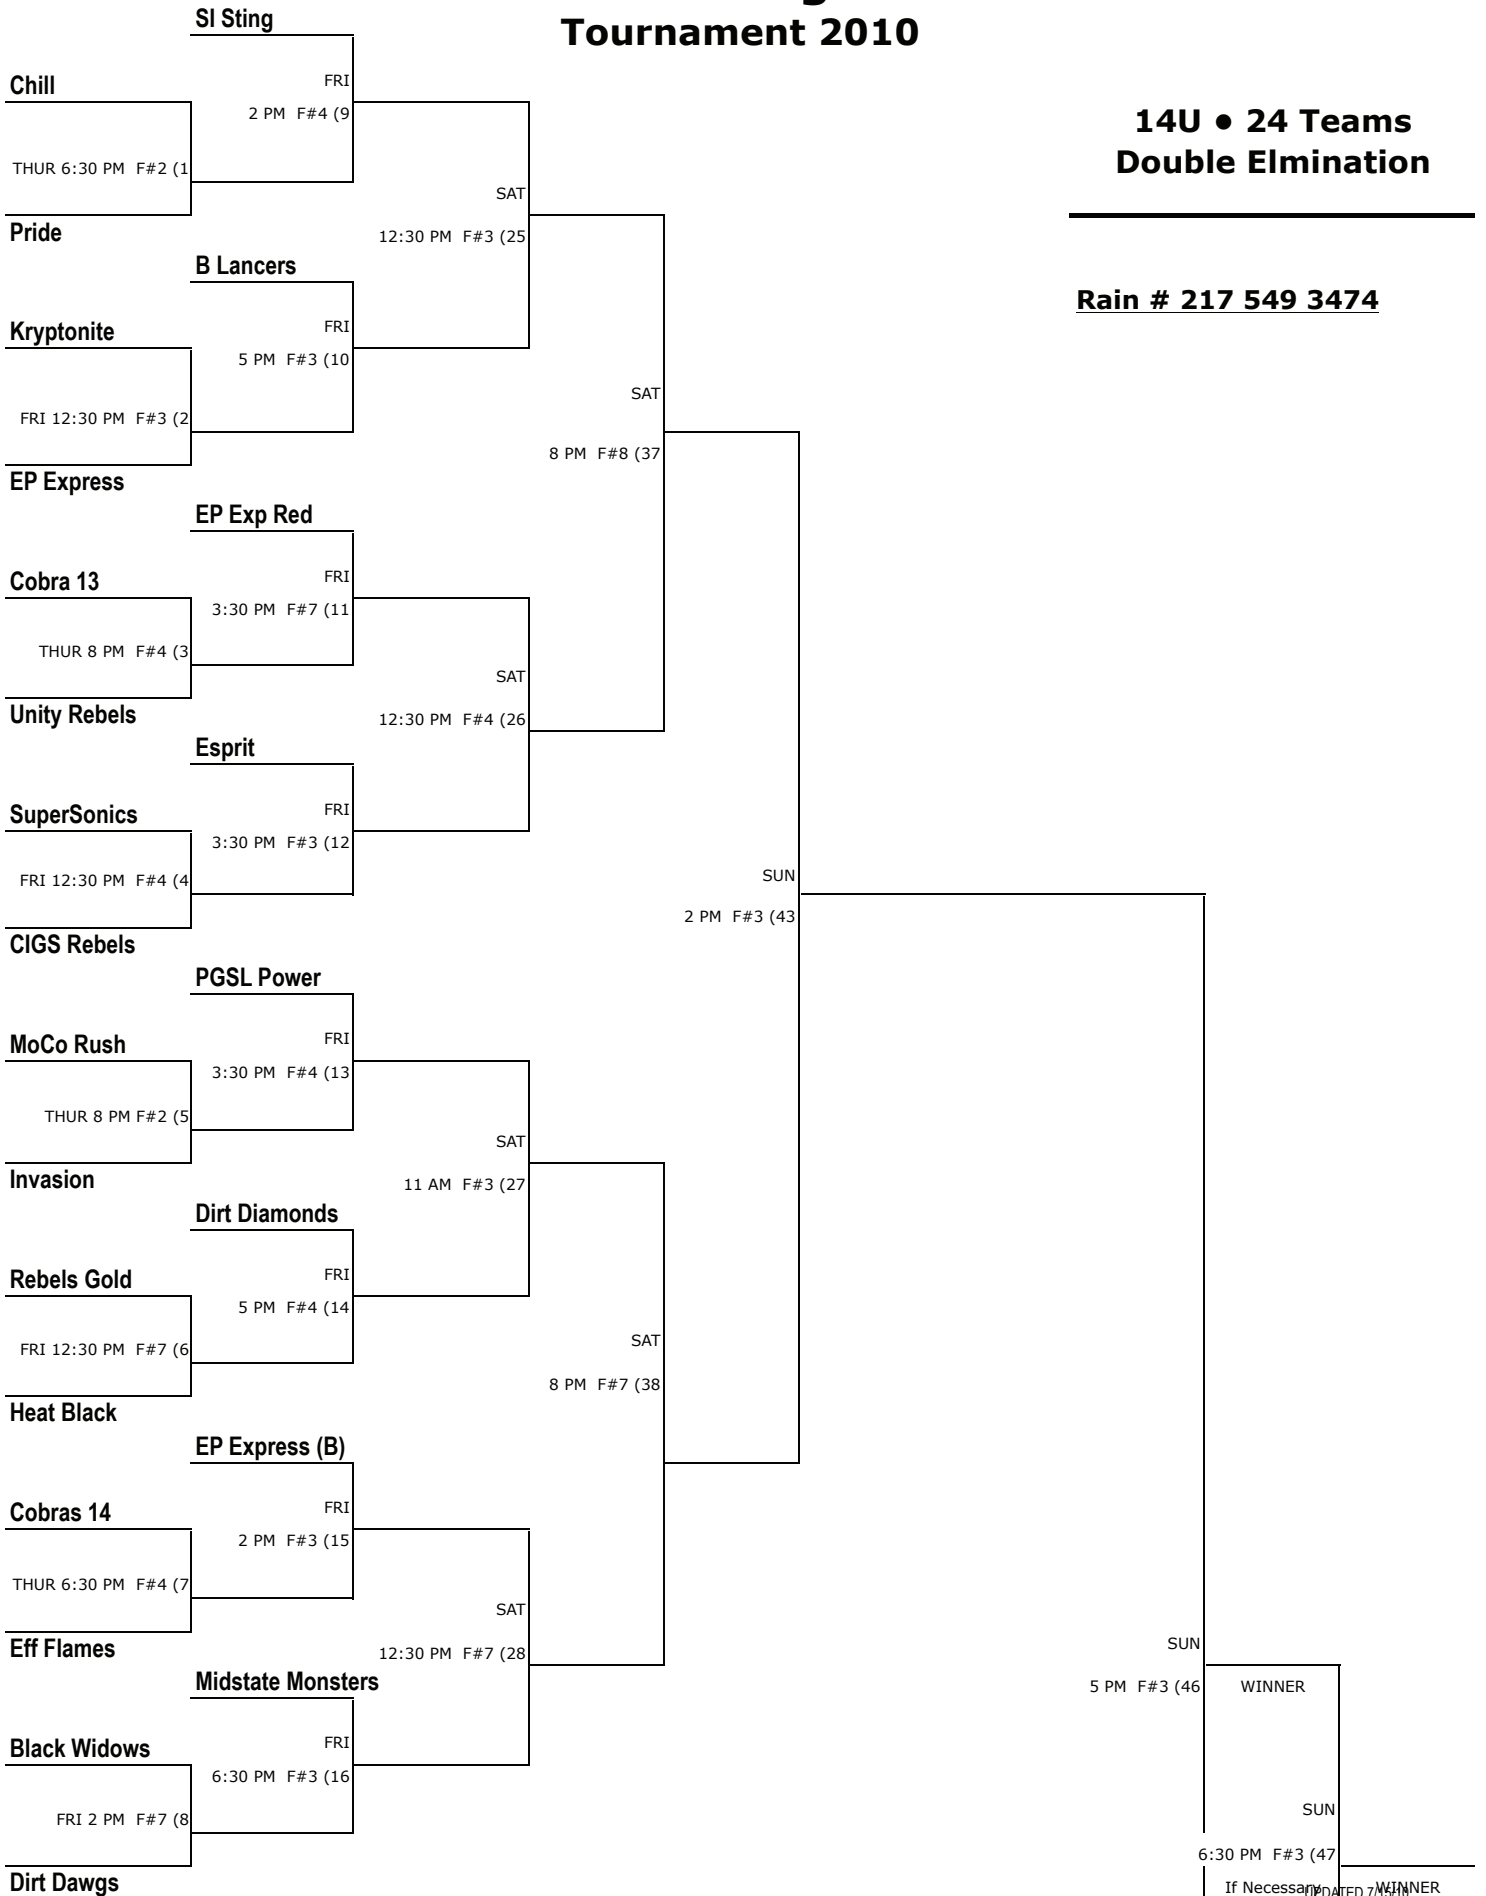 Tournament 2010
14U • 24 Teams
Double Elmination
Rain # 217 549 3474
SI Sting
Chill
FRI
2 PM F#4 (9
THUR 6:30 PM F#2 (1
Pride
SAT
12:30 PM F#3 (25
B Lancers
Kryptonite
FRI
5 PM F#3 (10
FRI 12:30 PM F#3 (2
EP Express
SAT
8 PM F#8 (37
EP Exp Red
Cobra 13
FRI
3:30 PM F#7 (11
THUR 8 PM F#4 (3
Unity Rebels
SAT
12:30 PM F#4 (26
Esprit
SuperSonics
FRI
3:30 PM F#3 (12
FRI 12:30 PM F#4 (4
CIGS Rebels
SUN
2 PM F#3 (43
PGSL Power
MoCo Rush
FRI
3:30 PM F#4 (13
THUR 8 PM F#2 (5
Invasion
SAT
11 AM F#3 (27
Dirt Diamonds
Rebels Gold
FRI
5 PM F#4 (14
FRI 12:30 PM F#7 (6
Heat Black
SAT
8 PM F#7 (38
EP Express (B)
Cobras 14
FRI
2 PM F#3 (15
THUR 6:30 PM F#4 (7
Eff Flames
SAT
12:30 PM F#7 (28
Midstate Monsters
Black Widows
FRI
6:30 PM F#3 (16
FRI 2 PM F#7 (8
Dirt Dawgs
SUN
5 PM F#3 (46
WINNER
SUN
6:30 PM F#3 (47
If Necessary
WINNER
UPDATED 7/15/10